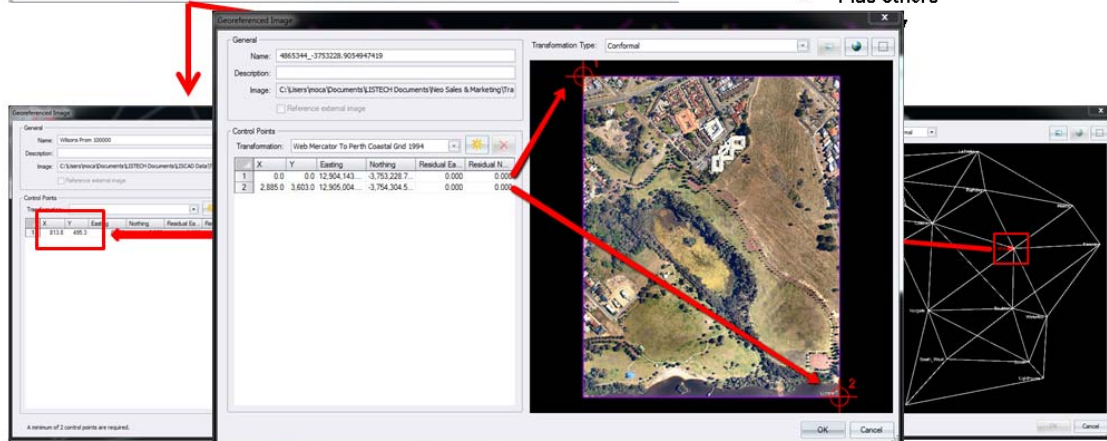 Plus others
Georeferenced Image
X
General
Name: 4865344_-3753228.9054947419
Description:
Image: C:\Users\moca\Documents\LISTECH Documents\Neo Sales & Marketing\Tra
Reference external image
Transformation Type: Conformal
Control Points
Transformation: Web Mercator To Perth Coastal Grid 1994
X Y Easting Northing Residual Ea... Residual N...
1 0.0 0.0 12,904,143... -3,753,228.7... 0.000 0.000
2 2,885.0 3,603.0 12,905,004... -3,754,304.5... 0.000 0.000
1
2
OK Cancel
Georeferenced Image
General
Name: Wilsons Prom 100000
Description:
Image: C:\Users\moca\Documents\LISTECH Documents\LISCAD Data\
Reference external image
Control Points
X Y Easting Northing Residual Ea...
1 813.8 495.3
A minimum of 2 control points are required.
OK Cancel